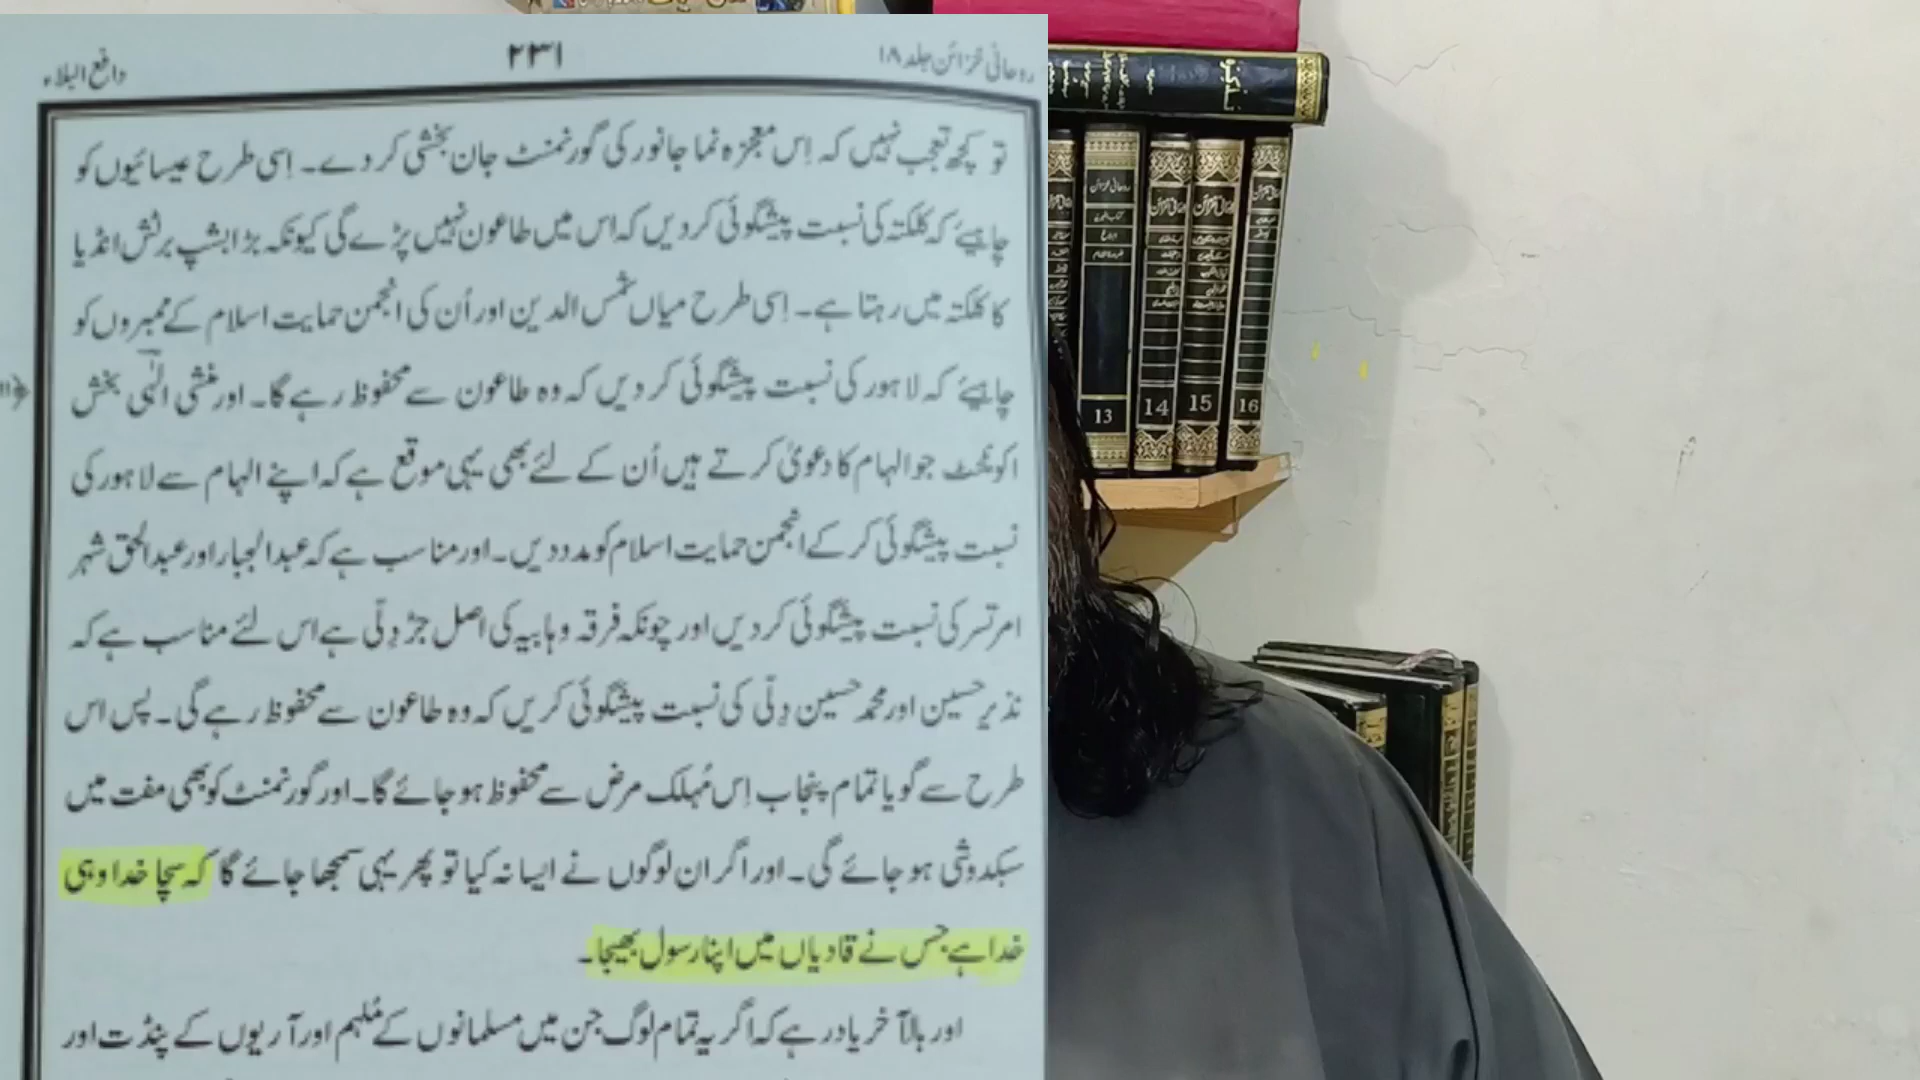 روحانی خزائن جلد ۱۸
۲۳۱
دافع البلاء
تو کچھ تعجب نہیں کہ اِس معجزہ نما جانور کی گورنمنٹ جان بخشی کر دے۔ اِسی طرح عیسائیوں کو
چاہیئے کہ کلکتہ کی نسبت پیشگوئی کر دیں کہ اس میں طاعون نہیں پڑے گی کیونکہ بڑا بشپ برٹش انڈیا
کا کلکتہ میں رہتا ہے۔ اِسی طرح میاں شمس الدین اور اُن کی انجمن حمایت اسلام کے ممبروں کو
چاہیئے کہ لاہور کی نسبت پیشگوئی کر دیں کہ وہ طاعون سے محفوظ رہے گا۔ اور منشی الٰہی بخش
اکونٹنٹ جو الہام کا دعویٰ کرتے ہیں اُن کے لئے بھی یہی موقع ہے کہ اپنے الہام سے لاہور کی
نسبت پیشگوئی کر کے انجمن حمایت اسلام کو مدد دیں۔ اور مناسب ہے کہ عبدالجبار اور عبدالحق شہر
امرتسر کی نسبت پیشگوئی کر دیں اور چونکہ فرقہ وہابیہ کی اصل جڑ دِلّی ہے اس لئے مناسب ہے کہ
نذیر حسین اور محمد حسین دِلّی کی نسبت پیشگوئی کریں کہ وہ طاعون سے محفوظ رہے گی۔ پس اس
طرح سے گویا تمام پنجاب اِس مُہلک مرض سے محفوظ ہو جائے گا۔ اور گورنمنٹ کو بھی مفت میں
سبکدوشی ہو جائے گی۔ اور اگر ان لوگوں نے ایسا نہ کیا تو پھر یہی سمجھا جائے گا کہ سچا خدا وہی
خدا ہے جس نے قادیاں میں اپنا رسول بھیجا۔
اور بالآخر یاد رہے کہ اگر یہ تمام لوگ جن میں مسلمانوں کے مُلہم اور آریوں کے پنڈت اور
روحانی خزائن
13
14
15
16